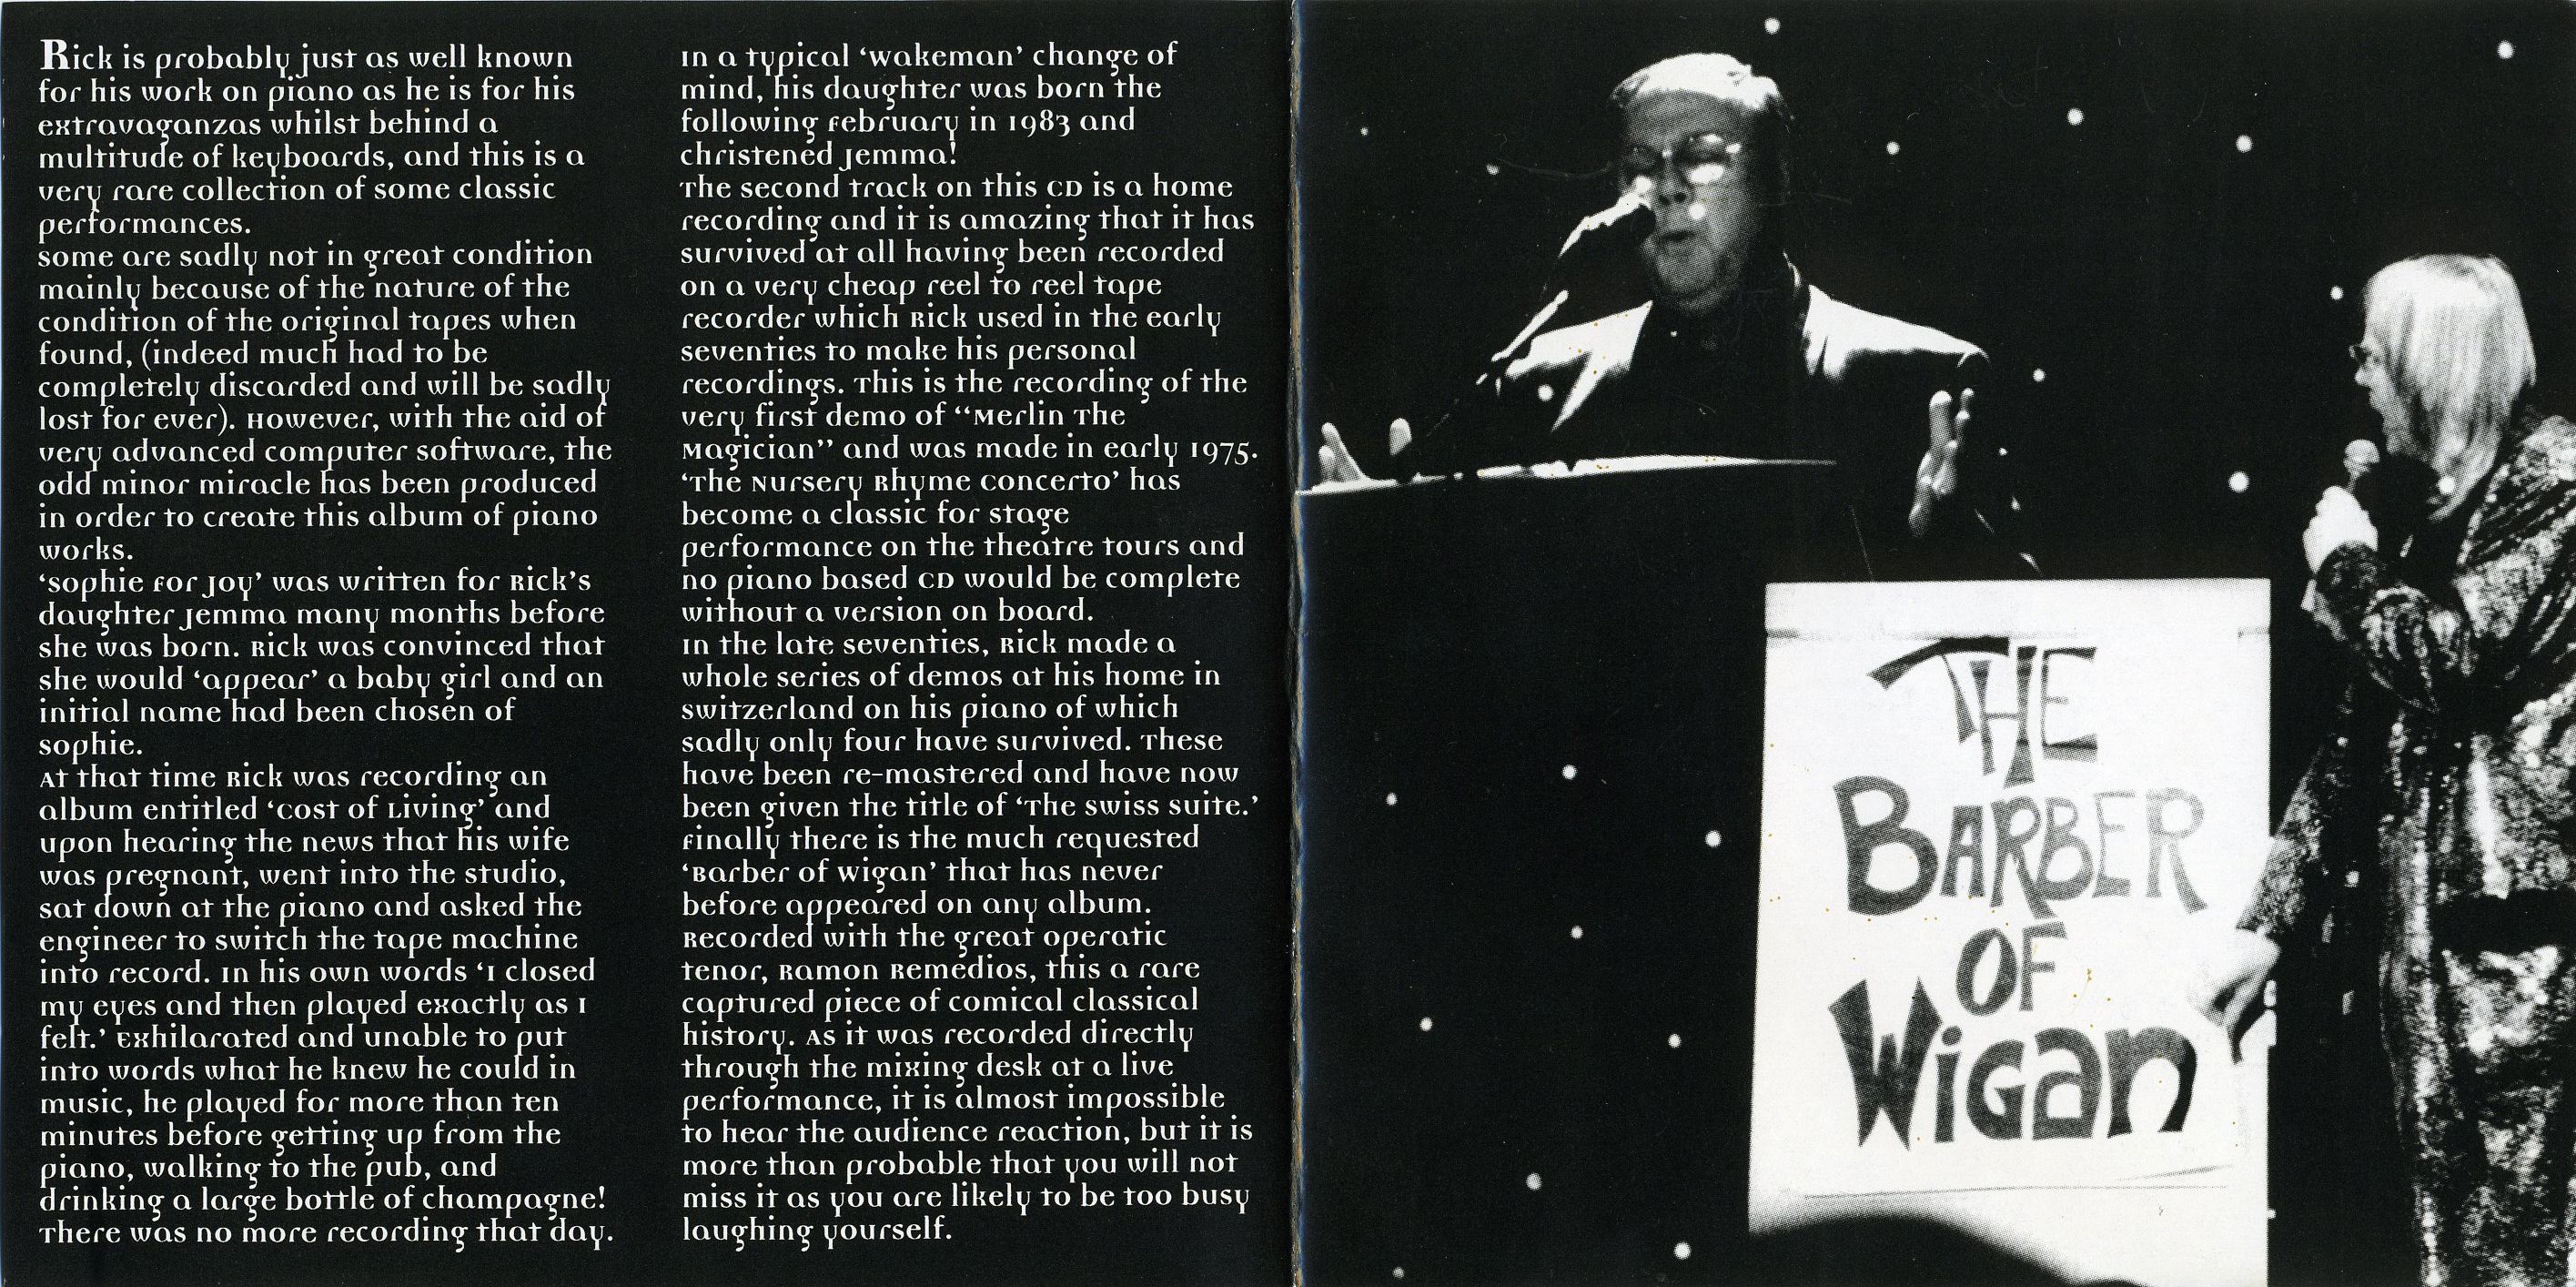 Rick is probably just as well known
for his work on piano as he is for his
extravaganzas whilst behind a
multitude of keyboards, and this is a
very rare collection of some classic
performances.
some are sadly not in great condition
mainly because of the nature of the
condition of the original tapes when
found, (indeed much had to be
completely discarded and will be sadly
lost for ever). However, with the aid of
very advanced computer software, the
odd minor miracle has been produced
in order to create this album of piano
works.
‘Sophie For Joy’ was written for Rick’s
daughter Jemma many months before
she was born. Rick was convinced that
she would ‘appear’ a baby girl and an
initial name had been chosen of
Sophie.
At that time Rick was recording an
album entitled ‘Cost of Living’ and
upon hearing the news that his wife
was pregnant, went into the studio,
sat down at the piano and asked the
engineer to switch the tape machine
into record. In his own words ‘I closed
my eyes and then played exactly as I
felt.’ Exhilarated and unable to put
into words what he knew he could in
music, he played for more than ten
minutes before getting up from the
piano, walking to the pub, and
drinking a large bottle of champagne!
There was no more recording that day.
In a typical ‘Wakeman’ change of
mind, his daughter was born the
following February in 1983 and
christened Jemma!
The second track on this CD is a home
recording and it is amazing that it has
survived at all having been recorded
on a very cheap reel to reel tape
recorder which Rick used in the early
seventies to make his personal
recordings. This is the recording of the
very first demo of “Merlin The
Magician” and was made in early 1975.
‘The Nursery Rhyme Concerto’ has
become a classic for stage
performance on the theatre tours and
no piano based CD would be complete
without a version on board.
In the late seventies, Rick made a
whole series of demos at his home in
Switzerland on his piano of which
sadly only four have survived. These
have been re-mastered and have now
been given the title of ‘The Swiss Suite.’
Finally there is the much requested
‘Barber of Wigan’ that has never
before appeared on any album.
Recorded with the great operatic
tenor, Ramon Remedios, this a rare
captured piece of comical classical
history. As it was recorded directly
through the mixing desk at a live
performance, it is almost impossible
to hear the audience reaction, but it is
more than probable that you will not
miss it as you are likely to be too busy
laughing yourself.
THE
BARBER
OF
WiGan